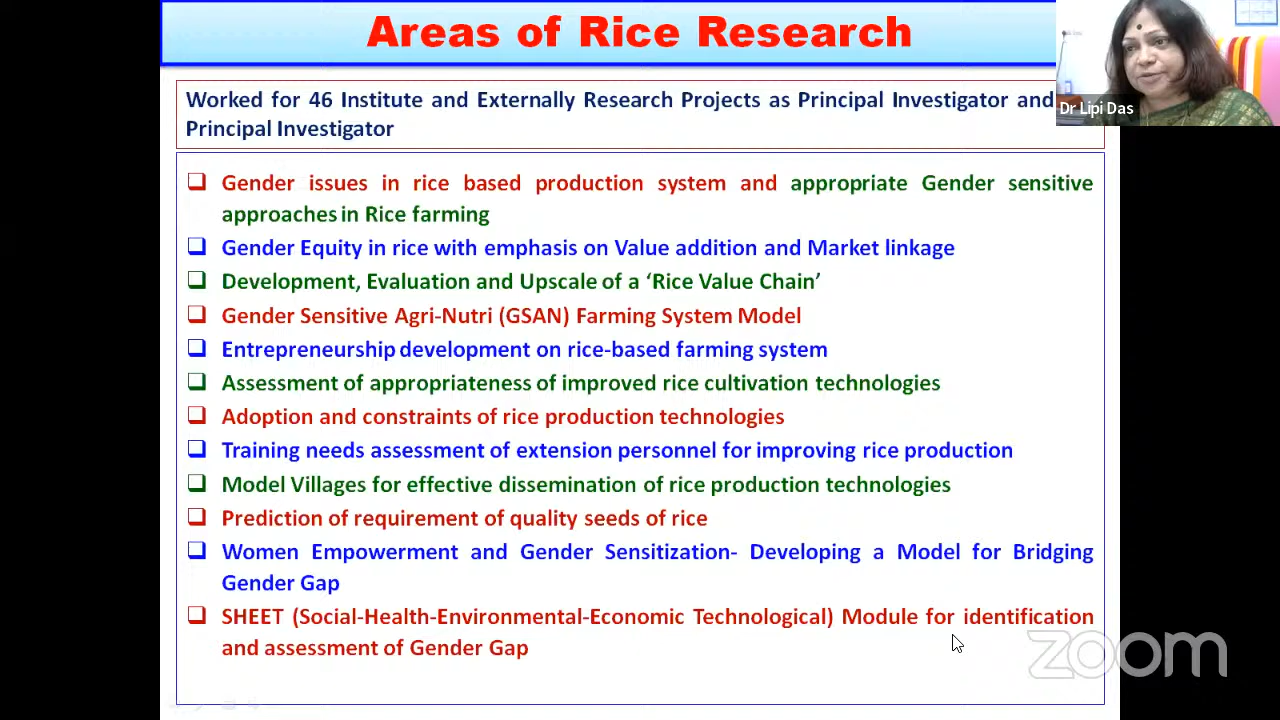 Areas of Rice Research
Dr Lipi Das
Worked for 46 Institute and Externally Research Projects as Principal Investigator and
Principal Investigator
Gender issues in rice based production system and appropriate Gender sensitive
approaches in Rice farming
Gender Equity in rice with emphasis on Value addition and Market linkage
Development, Evaluation and Upscale of a ‘Rice Value Chain’
Gender Sensitive Agri-Nutri (GSAN) Farming System Model
Entrepreneurship development on rice-based farming system
Assessment of appropriateness of improved rice cultivation technologies
Adoption and constraints of rice production technologies
Training needs assessment of extension personnel for improving rice production
Model Villages for effective dissemination of rice production technologies
Prediction of requirement of quality seeds of rice
Women Empowerment and Gender Sensitization- Developing a Model for Bridging
Gender Gap
SHEET (Social-Health-Environmental-Economic Technological) Module for identification
and assessment of Gender Gap
zoom